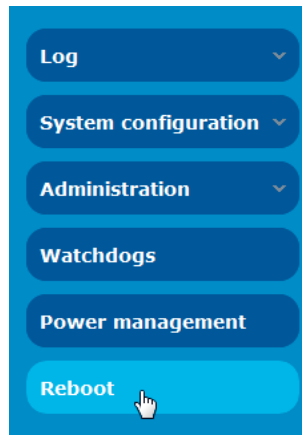 Log
System configuration
Administration
Watchdogs
Power management
Reboot